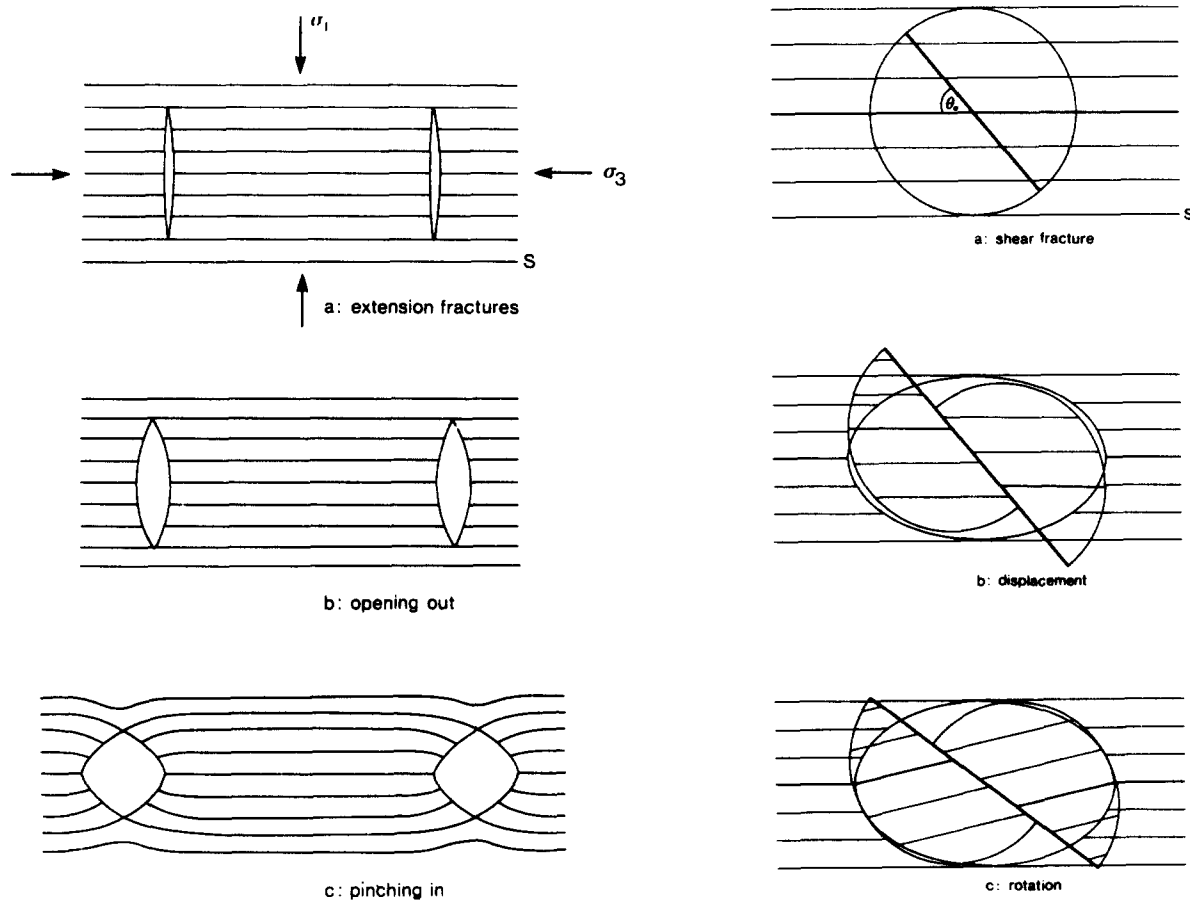 σ₁
σ₃
S
a: extension fractures
b: opening out
c: pinching in
θₒ
S
a: shear fracture
b: displacement
c: rotation